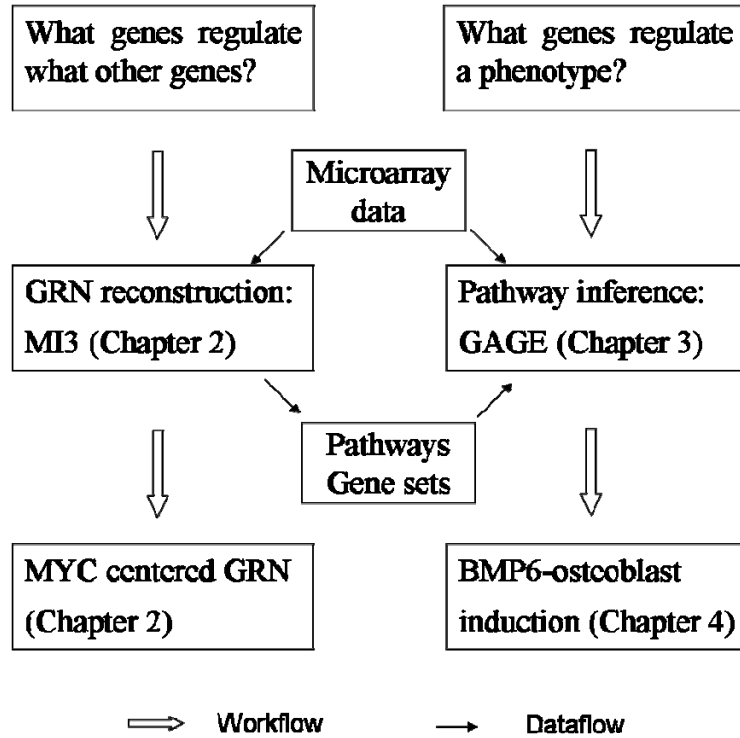 What genes regulate
what other genes?
What genes regulate
a phenotype?
Microarray
data
GRN reconstruction:
MI3 (Chapter 2)
Pathway inference:
GAGE (Chapter 3)
Pathways
Gene sets
MYC centered GRN
(Chapter 2)
BMP6-osteoblast
induction (Chapter 4)
Workflow
Dataflow